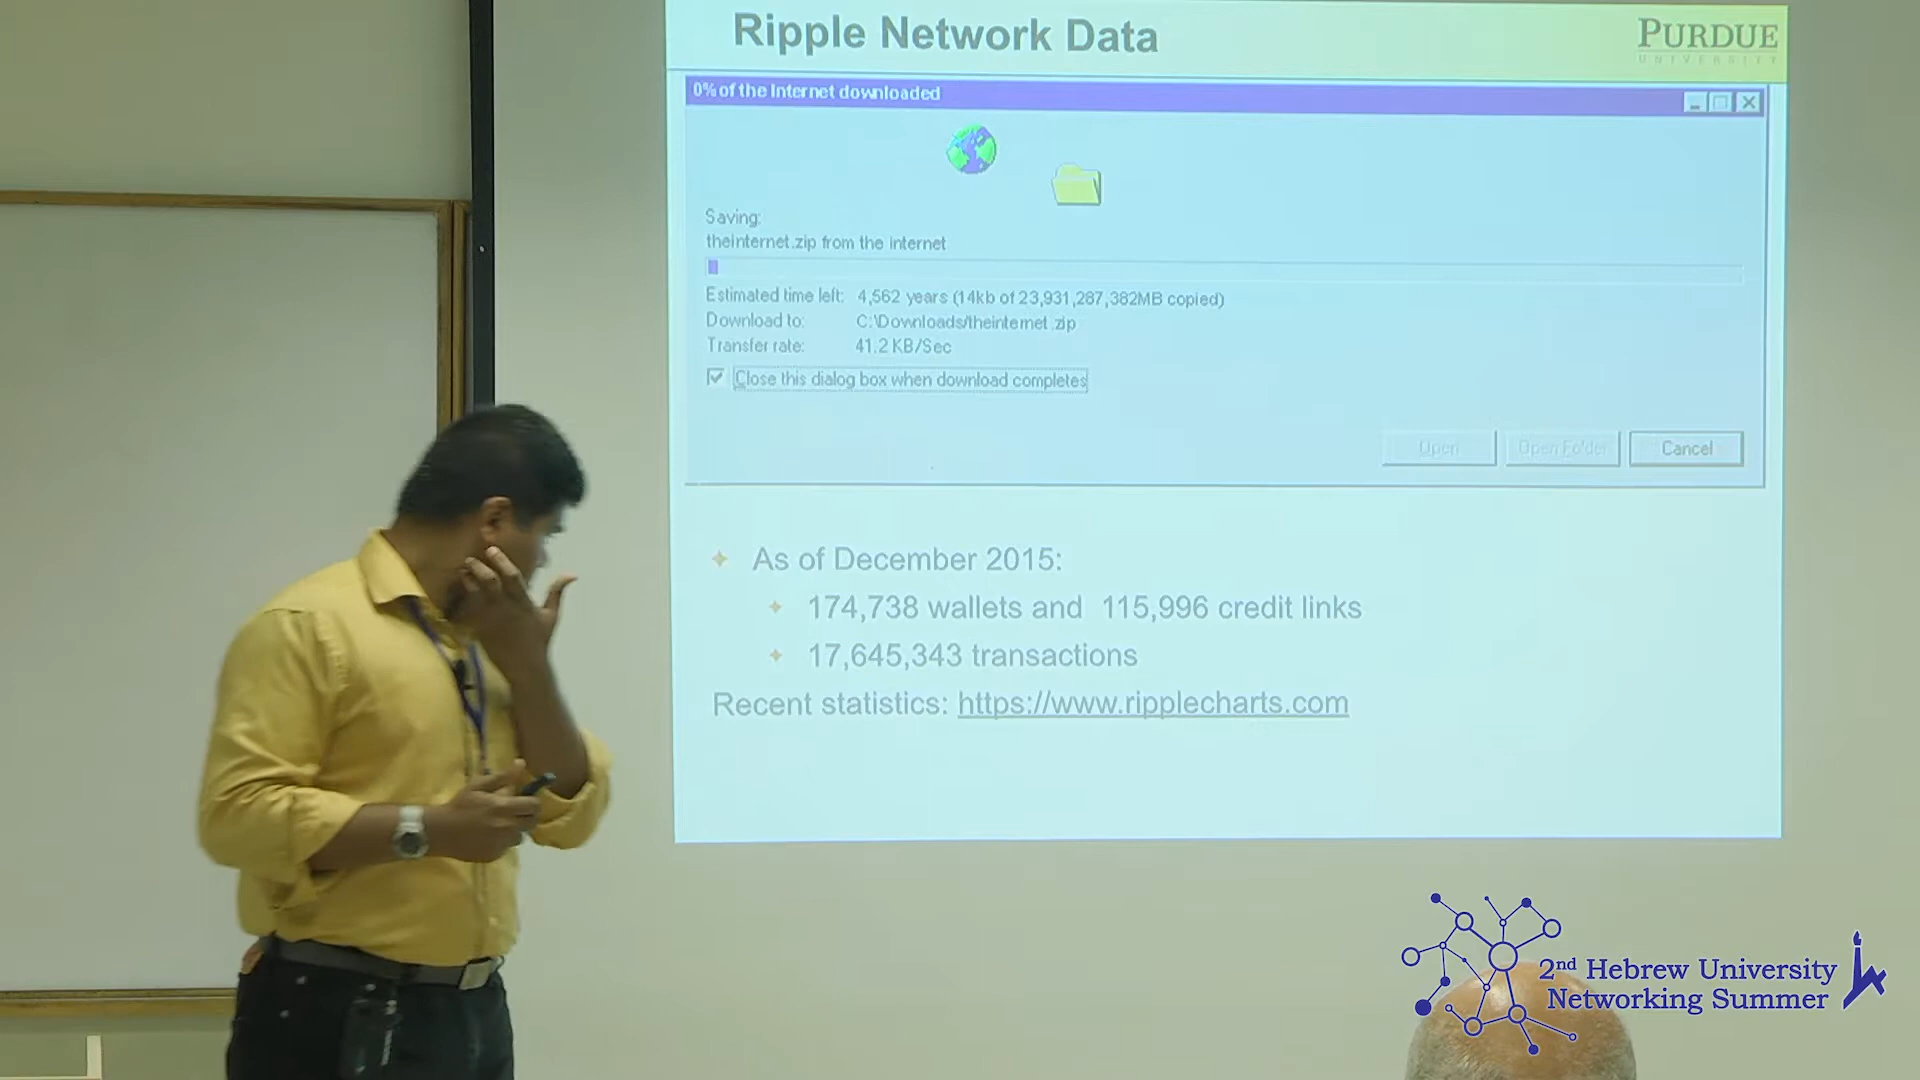 Ripple Network Data
PURDUE
UNIVERSITY
0% of the Internet downloaded
Saving:
theinternet.zip from the internet
Estimated time left: 4,562 years (14kb of 23,931,287,382MB copied)
Download to: C:\Downloads/theinternet.zip
Transfer rate: 41.2 KB/Sec
Close this dialog box when download completes
Open Open Folder Cancel
As of December 2015:
174,738 wallets and 115,996 credit links
17,645,343 transactions
Recent statistics: https://www.ripplecharts.com
2nd Hebrew University
Networking Summer